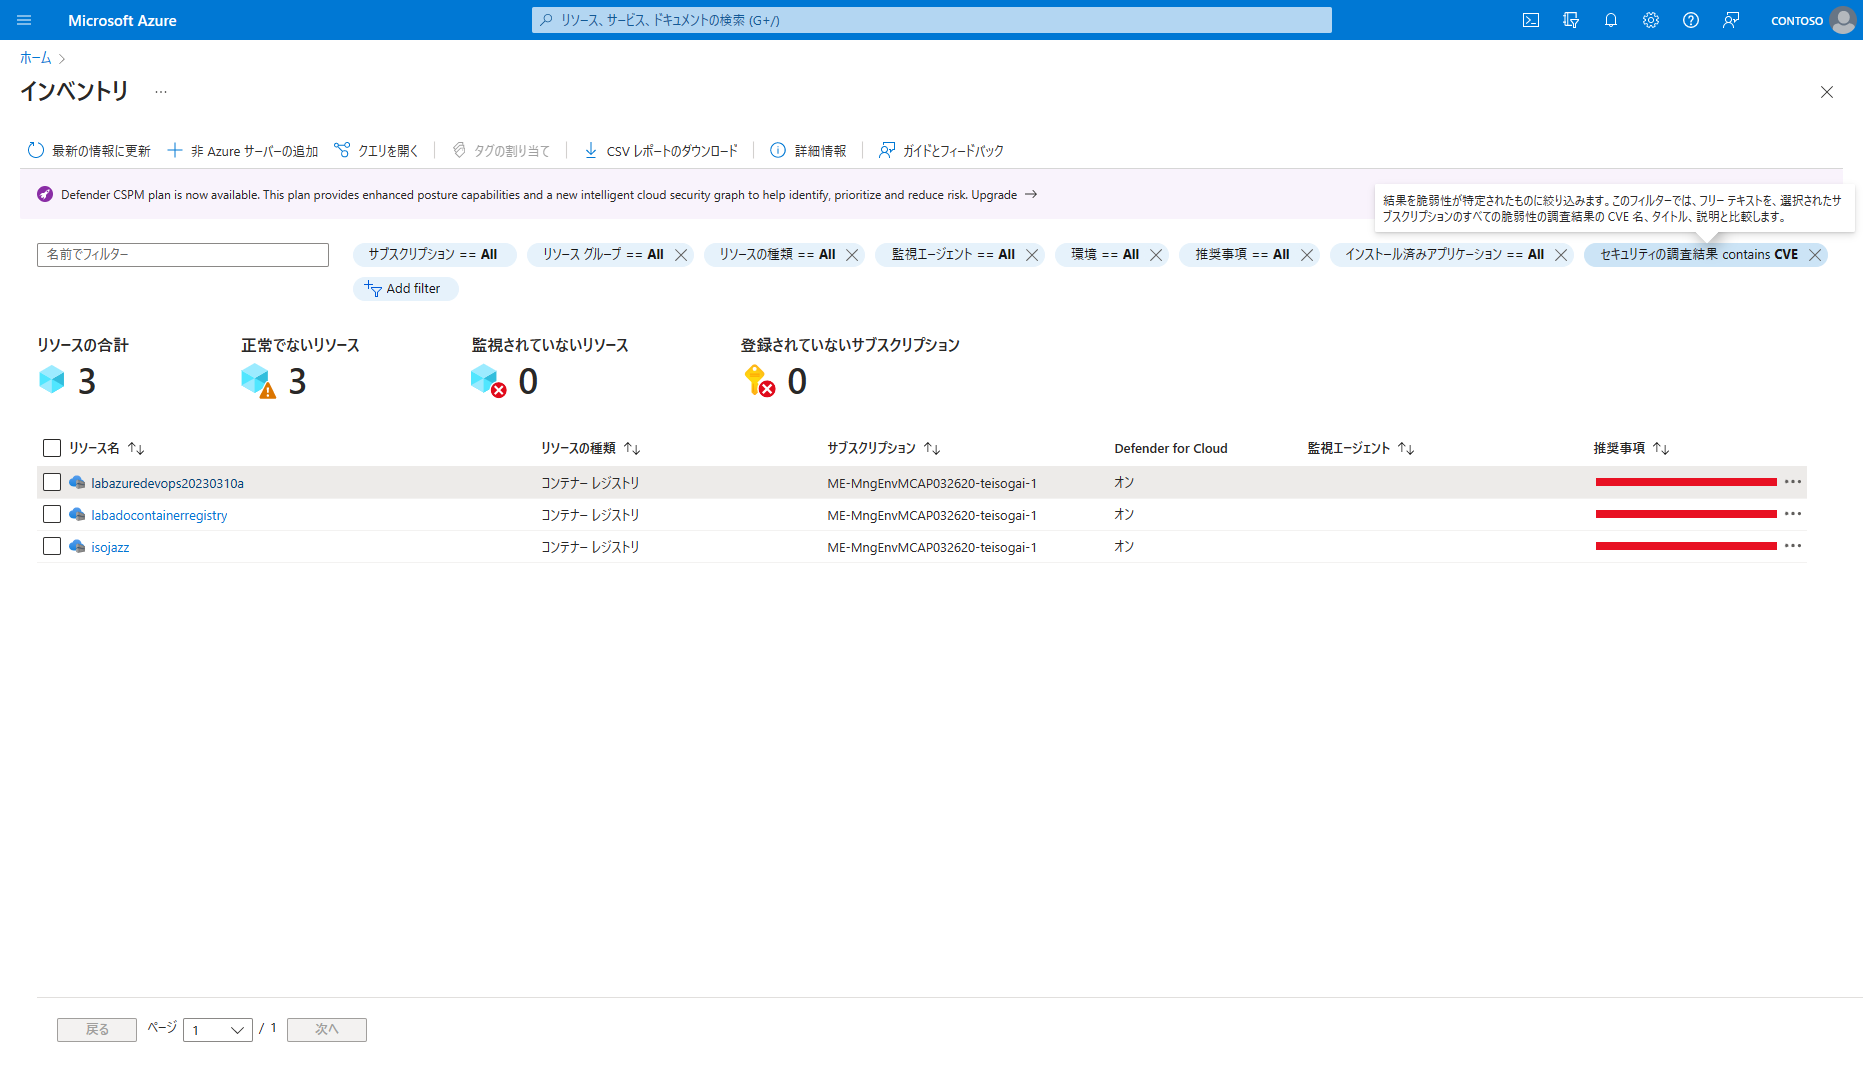 Microsoft Azure
リソース、サービス、ドキュメントの検索 (G+/)
CONTOSO
ホーム
インベントリ
最新の情報に更新
非 Azure サーバーの追加
クエリを開く
タグの割り当て
CSV レポートのダウンロード
詳細情報
ガイドとフィードバック
Defender CSPM plan is now available. This plan provides enhanced posture capabilities and a new intelligent cloud security graph to help identify, prioritize and reduce risk. Upgrade →
結果を脆弱性が特定されたものに絞り込みます。このフィルターでは、フリー テキストを、選択されたサ
ブスクリプションのすべての脆弱性の調査結果の CVE 名、タイトル、説明と比較します。
名前でフィルター
サブスクリプション == All
リソース グループ == All
リソースの種類 == All
監視エージェント == All
環境 == All
推奨事項 == All
インストール済みアプリケーション == All
セキュリティの調査結果 contains CVE
Add filter
リソースの合計
正常でないリソース
監視されていないリソース
登録されていないサブスクリプション
3
3
0
0
リソース名 ↑↓ リソースの種類 ↑↓ サブスクリプション ↑↓ Defender for Cloud 監視エージェント ↑↓ 推奨事項 ↑↓
labazuredevops20230310a コンテナー レジストリ ME-MngEnvMCAP032620-teisogai-1 オン
labadocontainerregistry コンテナー レジストリ ME-MngEnvMCAP032620-teisogai-1 オン
isojazz コンテナー レジストリ ME-MngEnvMCAP032620-teisogai-1 オン
戻る ページ 1 / 1 次へ